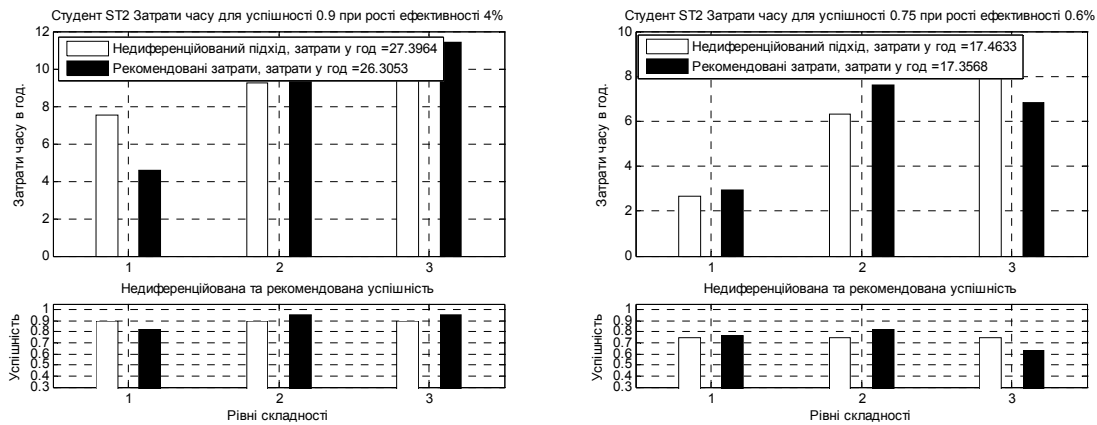 Студент ST2 Затрати часу для успішності 0.9 при рості ефективності 4%
Затрати часу в год.
12
10
8
6
4
2
0
Недиференційований підхід, затрати у год =27.3964
Рекомендовані затрати, затрати у год =26.3053
1 2 3
Недиференційована та рекомендована успішність
Успішність
1
0.9
0.8
0.7
0.6
0.5
0.4
0.3
1 2 3
Рівні складності
Студент ST2 Затрати часу для успішності 0.75 при рості ефективності 0.6%
Затрати часу в год.
10
8
6
4
2
0
Недиференційований підхід, затрати у год =17.4633
Рекомендовані затрати, затрати у год =17.3568
1 2 3
Недиференційована та рекомендована успішність
Успішність
1
0.9
0.8
0.7
0.6
0.5
0.4
0.3
1 2 3
Рівні складності